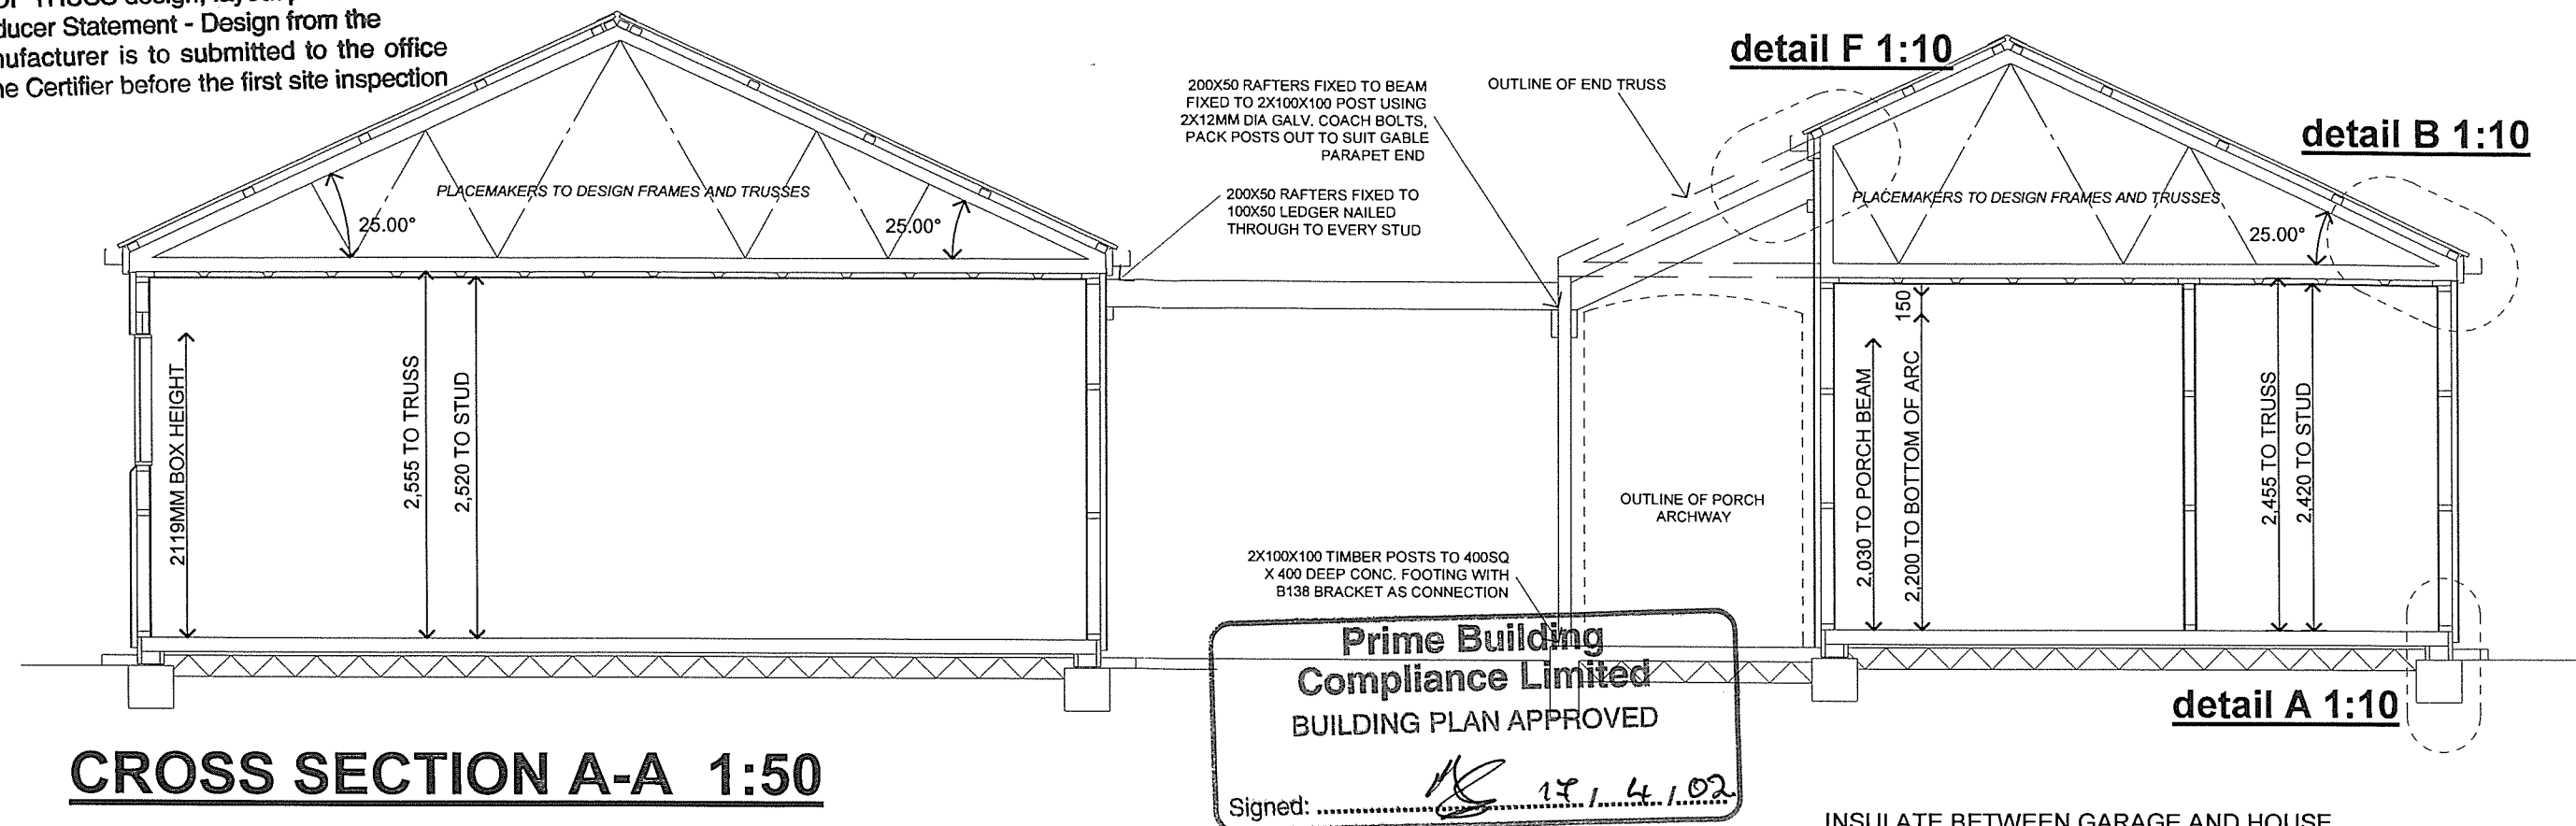 TRUSS design,
ducer Statement - Design from the
nufacturer is to submitted to the office
ne Certifier before the first site inspection
200X50 RAFTERS FIXED TO BEAM
FIXED TO 2X100X100 POST USING
2X12MM DIA GALV. COACH BOLTS,
PACK POSTS OUT TO SUIT GABLE
PARAPET END
OUTLINE OF END TRUSS
detail F 1:10
detail B 1:10
PLACEMAKERS TO DESIGN FRAMES AND TRUSSES
25.00°
25.00°
200X50 RAFTERS FIXED TO
100X50 LEDGER NAILED
THROUGH TO EVERY STUD
PLACEMAKERS TO DESIGN FRAMES AND TRUSSES
25.00°
2119MM BOX HEIGHT
2,555 TO TRUSS
2,520 TO STUD
150
2,030 TO PORCH BEAM
2,200 TO BOTTOM OF ARC
2,455 TO TRUSS
2,420 TO STUD
OUTLINE OF PORCH
ARCHWAY
2X100X100 TIMBER POSTS TO 400SQ
X 400 DEEP CONC. FOOTING WITH
B138 BRACKET AS CONNECTION
Prime Building
Compliance Limited
BUILDING PLAN APPROVED
Signed: 17 / 4 / 02
detail A 1:10
CROSS SECTION A-A 1:50
INSULATE BETWEEN GARAGE AND HOUSE